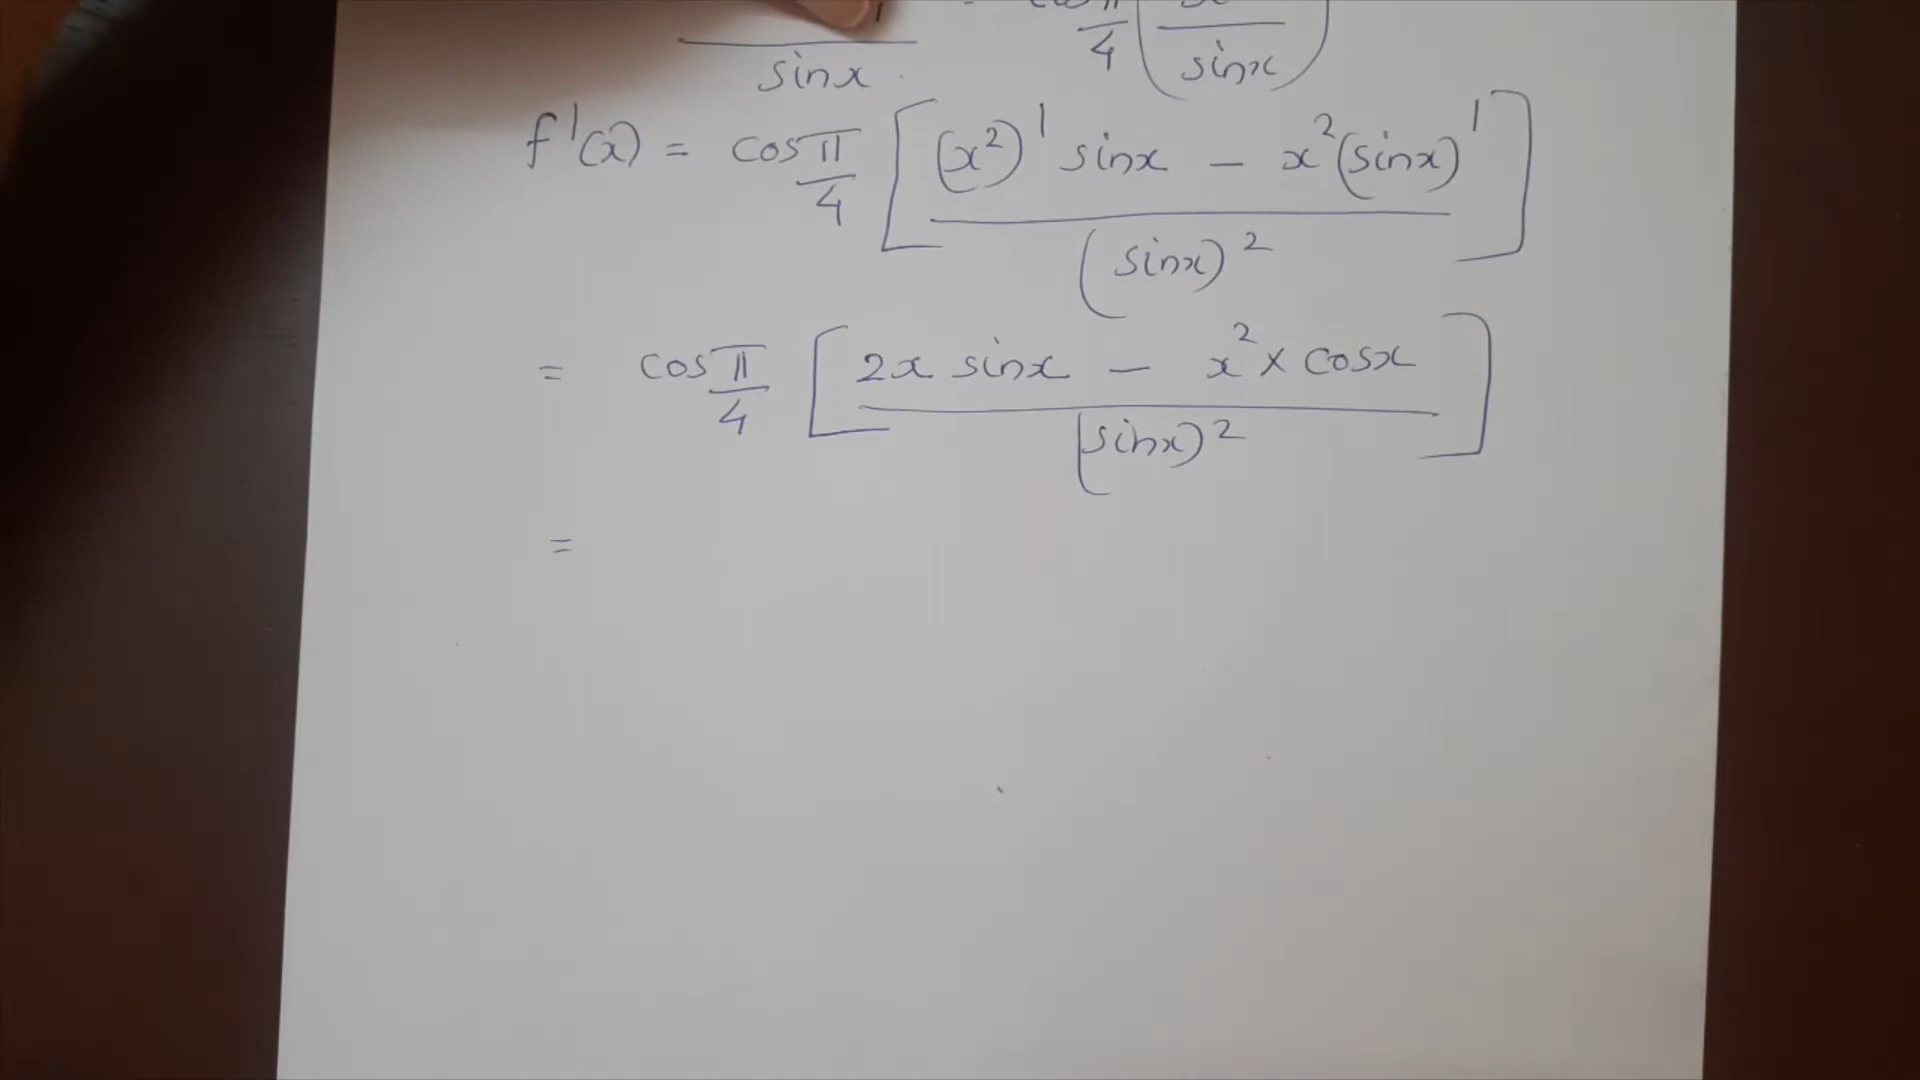 sinx = π/4 ( / sinx )
f'(x) = cos π/4 [ (x²)' sinx − x²(sinx)' / (sinx)² ]
= cos π/4 [ 2x sinx − x² × cosx / (sinx)² ]
=